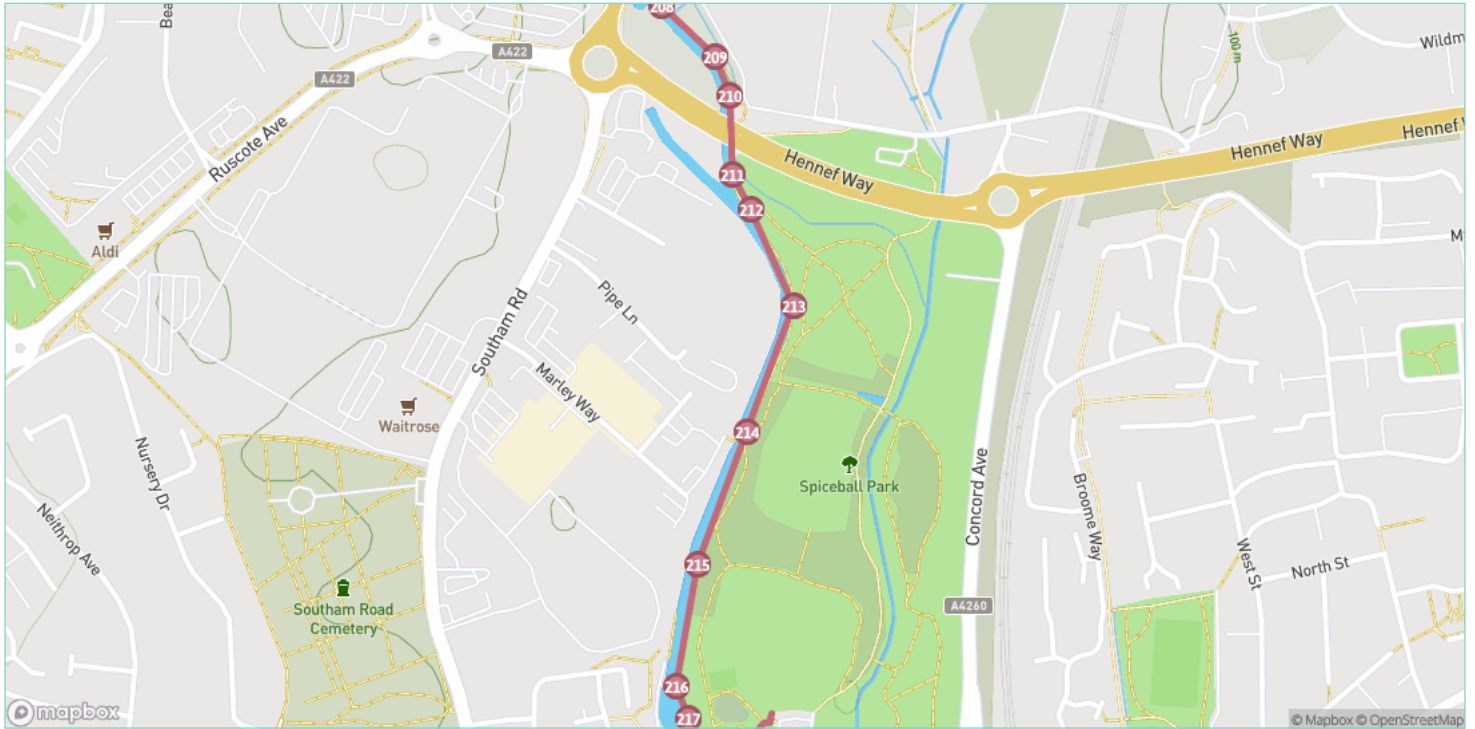 208
Bea
Wildm
209
A422
A422
100 m
210
Hennef Way
Hennef W
Ruscote Ave
Hennef Way
211
212
Aldi
M
Pipe Ln
213
Southam Rd
Marley Way
Waitrose
214
Nursery Dr
Spiceball Park
Concord Ave
Broome Way
Neithrop Ave
215
West St
North St
Southam Road
Cemetery
A4260
216
217
mapbox
© Mapbox © OpenStreetMap